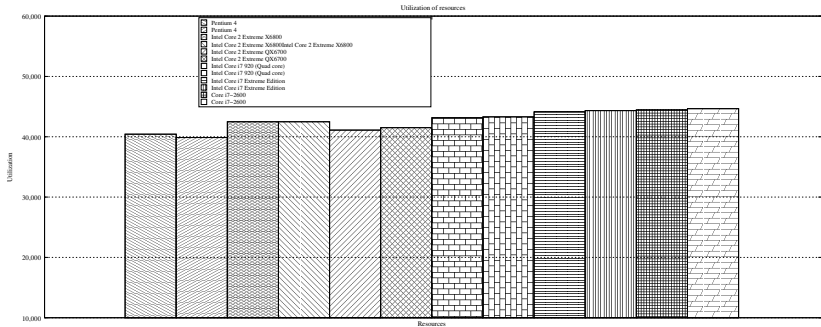 Utilization of resources
60,000
50,000
40,000
30,000
20,000
10,000
Utilization
Pentium 4
Pentium 4
Intel Core 2 Extreme X6800
Intel Core 2 Extreme X6800Intel Core 2 Extreme X6800
Intel Core 2 Extreme QX6700
Intel Core 2 Extreme QX6700
Intel Core i7 920 (Quad core)
Intel Core i7 920 (Quad core)
Intel Core i7 Extreme Edition
Intel Core i7 Extreme Edition
Core i7-2600
Core i7-2600
Resources